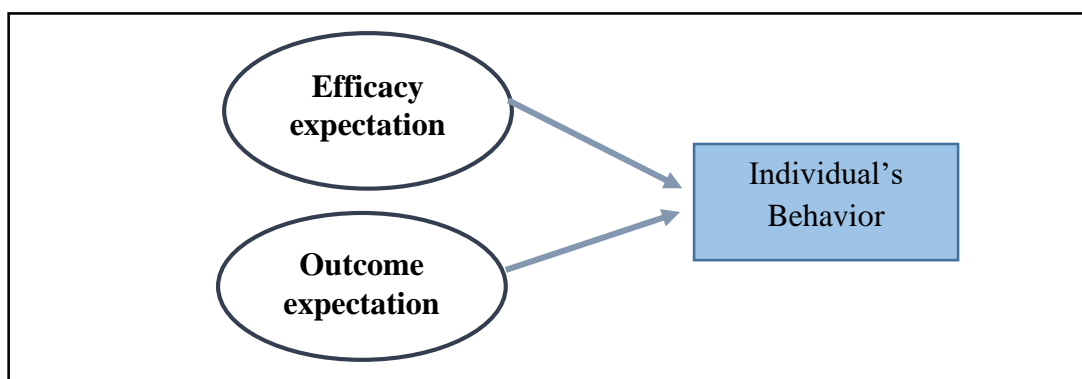 Efficacy
expectation
Outcome
expectation
Individual’s
Behavior